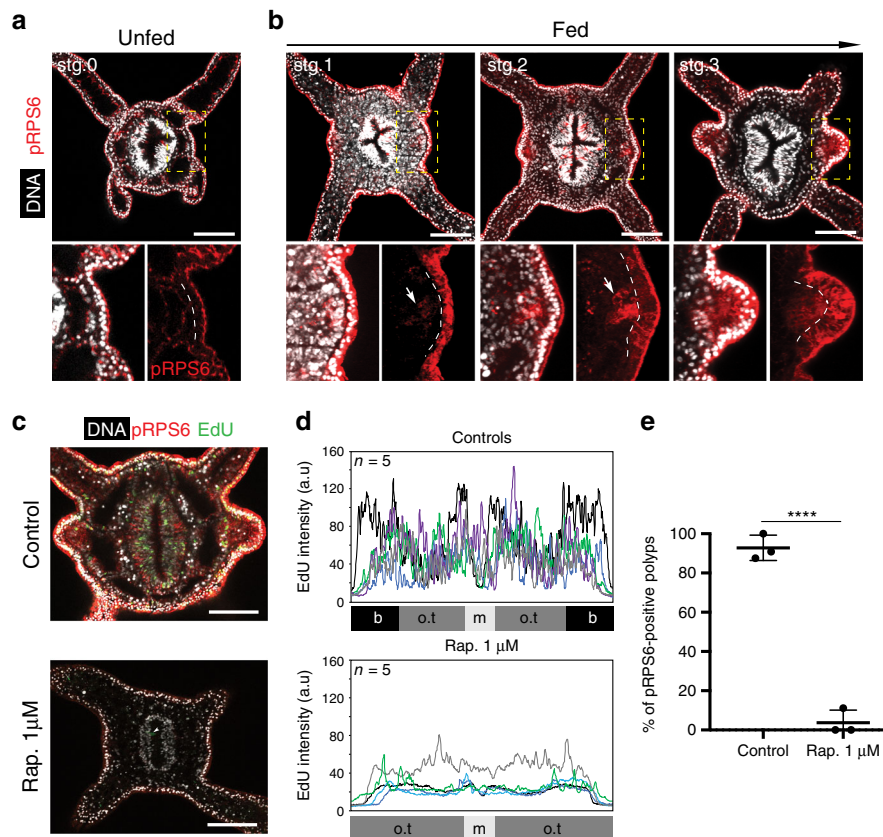 a
Unfed
b
Fed
DNA pRPS6
stg.0
stg.1
stg.2
stg.3
pRPS6
c
DNA pRPS6 EdU
Control
Rap. 1μM
d
Controls
n = 5
EdU intensity (a.u)
160
120
80
40
0
b o.t m o.t b
Rap. 1 μM
n = 5
EdU intensity (a.u)
160
120
80
40
0
o.t m o.t
e
****
% of pRPS6-positive polyps
100
80
60
40
20
0
Control Rap. 1 μM